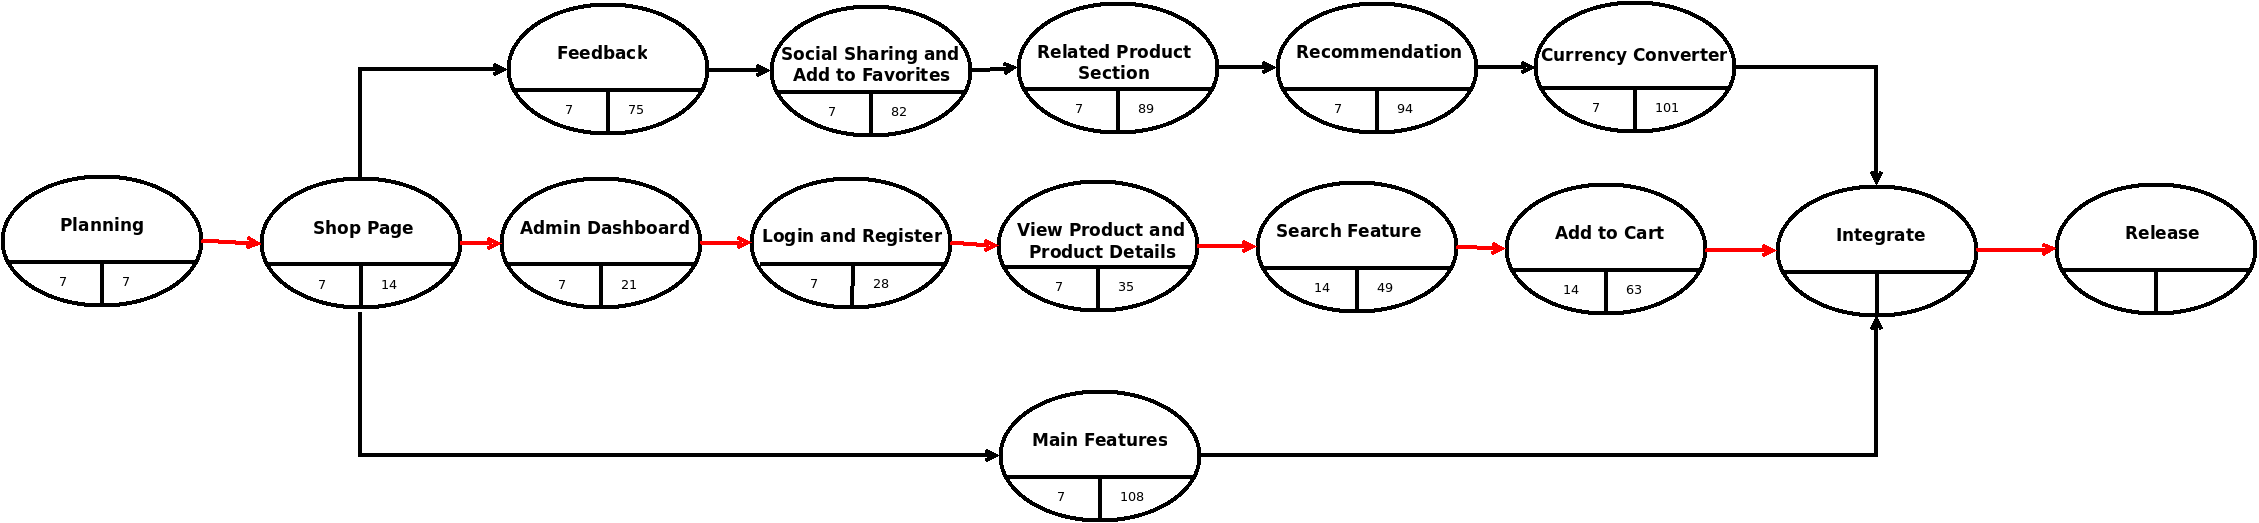 Feedback
7 75
Social Sharing and
Add to Favorites
7 82
Related Product
Section
7 89
Recommendation
7 94
Currency Converter
7 101
Planning
7 7
Shop Page
7 14
Admin Dashboard
7 21
Login and Register
7 28
View Product and
Product Details
7 35
Search Feature
14 49
Add to Cart
14 63
Integrate
Release
Main Features
7 108